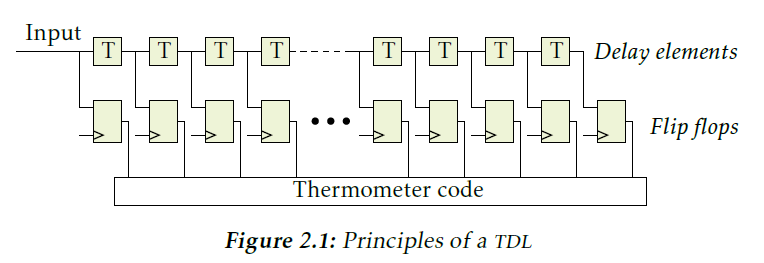 Input
T T T T T T T T Delay elements
Flip flops
Thermometer code
Figure 2.1: Principles of a TDL